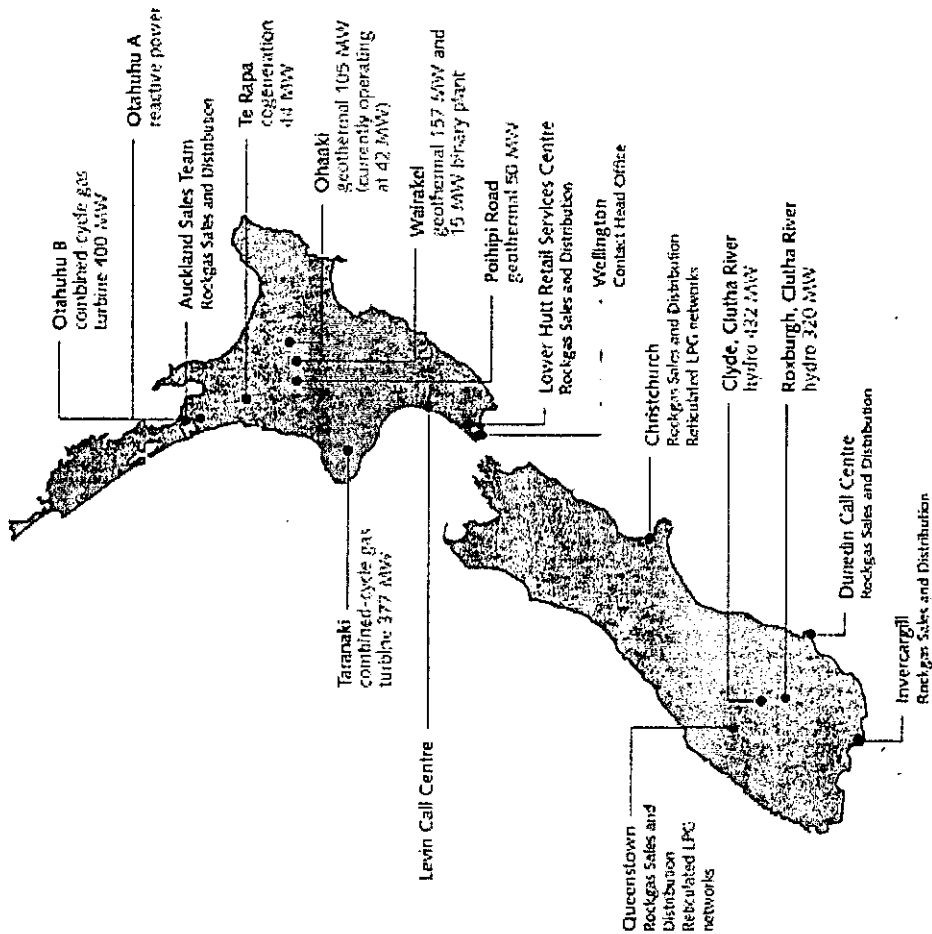 Otahuhu B
combined-cycle gas
turbine 400 MW
Otahuhu A
reactive power
Auckland Sales Team
Rockgas Sales and Distribution
Te Rapa
cogeneration
44 MW
Ohaaki
geothermal 105 MW
(currently operating
at 42 MW)
Wairakei
geothermal 157 MW and
15 MW binary plant
Poihipi Road
geothermal 50 MW
Lower Hutt Retail Services Centre
Rockgas Sales and Distribution
Wellington
Contact Head Office
Taranaki
combined-cycle gas
turbine 377 MW
Levin Call Centre
Christchurch
Rockgas Sales and Distribution
Reticulated LPG networks
Clyde, Clutha River
hydro 432 MW
Roxburgh, Clutha River
hydro 320 MW
Dunedin Call Centre
Rockgas Sales and Distribution
Invercargill
Rockgas Sales and Distribution
Queenstown
Rockgas Sales and
Distribution
Reticulated LPG
networks